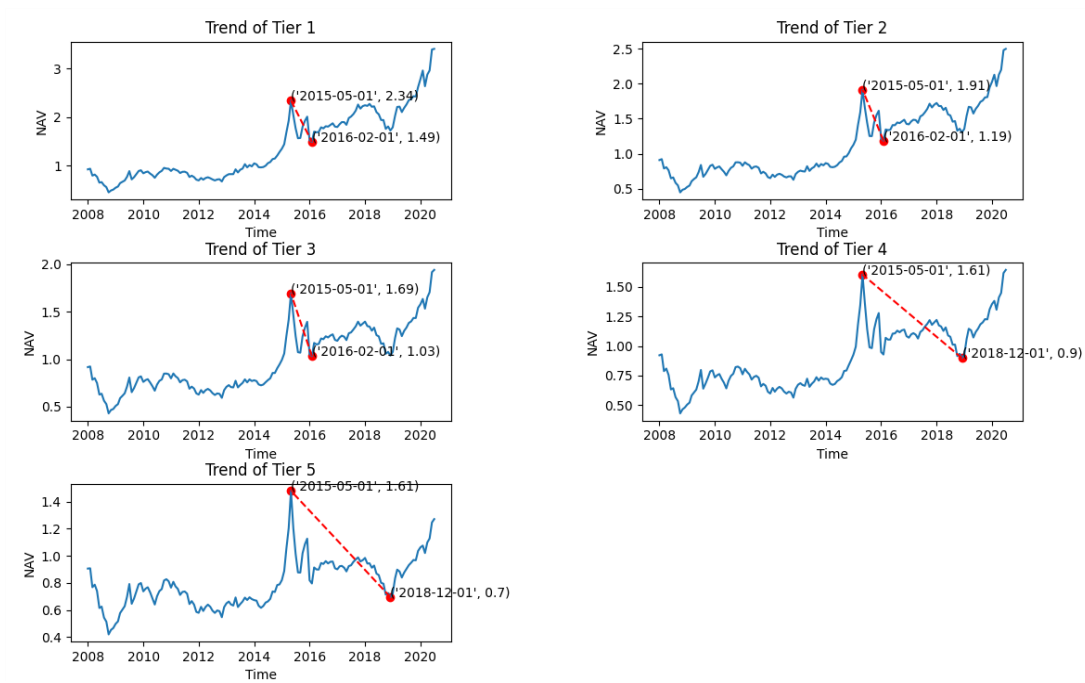 Trend of Tier 1
NAV
3
2
1
('2015-05-01', 2.34)
('2016-02-01', 1.49)
2008 2010 2012 2014 2016 2018 2020
Time
Trend of Tier 2
NAV
2.5
2.0
1.5
1.0
0.5
('2015-05-01', 1.91)
('2016-02-01', 1.19)
2008 2010 2012 2014 2016 2018 2020
Time
Trend of Tier 3
NAV
2.0
1.5
1.0
0.5
('2015-05-01', 1.69)
('2016-02-01', 1.03)
2008 2010 2012 2014 2016 2018 2020
Time
Trend of Tier 4
NAV
1.50
1.25
1.00
0.75
0.50
('2015-05-01', 1.61)
('2018-12-01', 0.9)
2008 2010 2012 2014 2016 2018 2020
Time
Trend of Tier 5
NAV
1.4
1.2
1.0
0.8
0.6
0.4
('2015-05-01', 1.61)
('2018-12-01', 0.7)
2008 2010 2012 2014 2016 2018 2020
Time